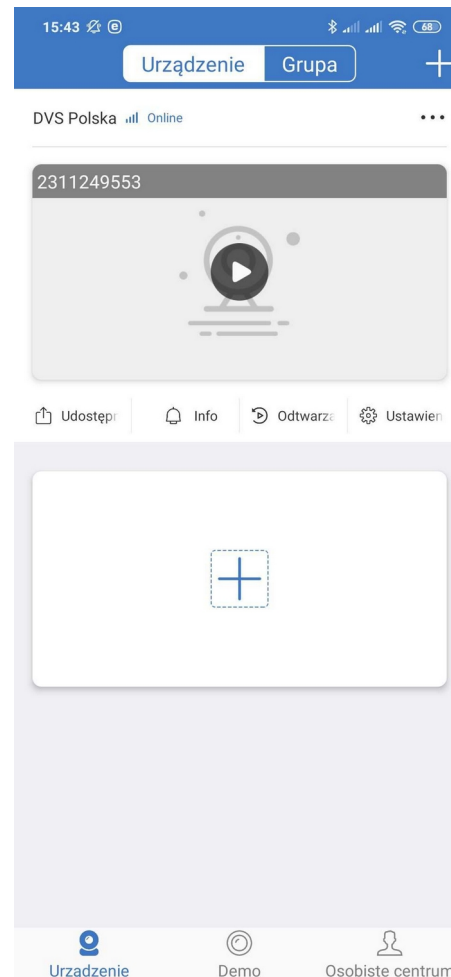 15:43
68
Urządzenie Grupa
DVS Polska Online
2311249553
Udostępr Info Odtwarza Ustawien
Urzadzenie Demo Osobiste centrum